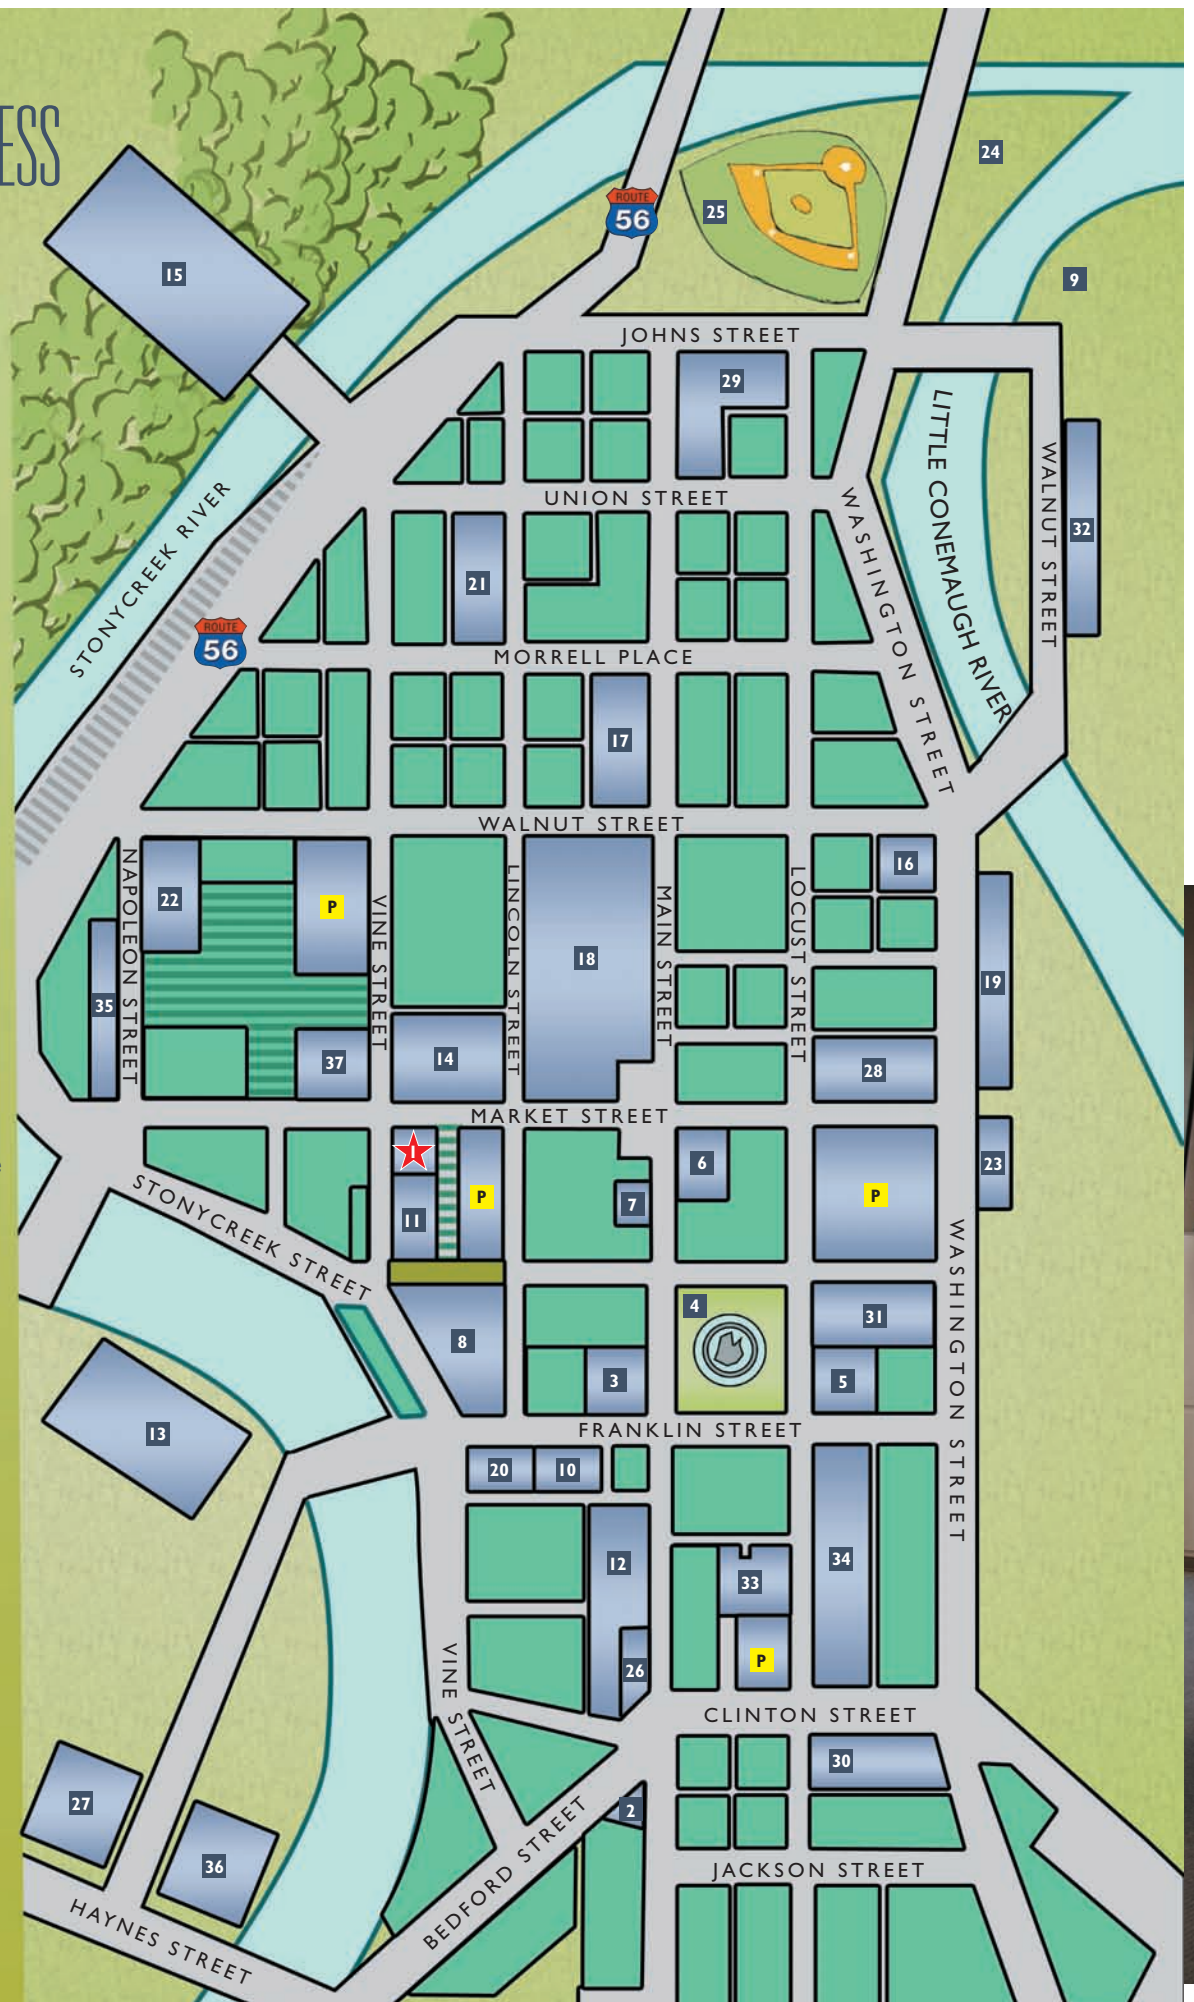 ESS
24
25
ROUTE
56
15
9
JOHNS STREET
29
LITTLE CONEMAUGH RIVER
WALNUT STREET
32
UNION STREET
WASHINGTON STREET
STONYCREEK RIVER
21
ROUTE
56
MORRELL PLACE
17
WALNUT STREET
16
NAPOLEON STREET
22
P
VINE STREET
LINCOLN STREET
18
MAIN STREET
LOCUST STREET
19
35
37
14
28
MARKET STREET
1
6
23
STONYCREEK STREET
11
P
7
P
WASHINGTON STREET
4
31
8
3
5
13
FRANKLIN STREET
20
10
12
33
34
VINE STREET
26
P
CLINTON STREET
30
27
2
36
BEDFORD STREET
JACKSON STREET
HAYNES STREET